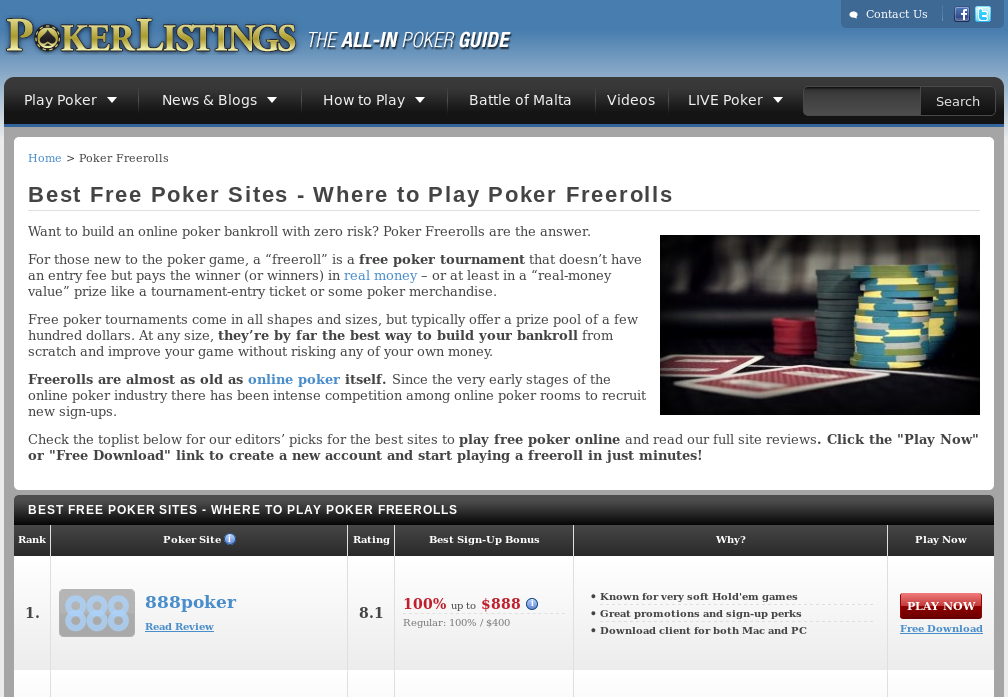 Contact Us
POKERLISTINGS THE ALL-IN POKER GUIDE
Play Poker News & Blogs How to Play Battle of Malta Videos LIVE Poker Search
Home > Poker Freerolls
Best Free Poker Sites - Where to Play Poker Freerolls
Want to build an online poker bankroll with zero risk? Poker Freerolls are the answer.
For those new to the poker game, a “freeroll” is a free poker tournament that doesn’t have
an entry fee but pays the winner (or winners) in real money – or at least in a “real-money
value” prize like a tournament-entry ticket or some poker merchandise.
Free poker tournaments come in all shapes and sizes, but typically offer a prize pool of a few
hundred dollars. At any size, they’re by far the best way to build your bankroll from
scratch and improve your game without risking any of your own money.
Freerolls are almost as old as online poker itself. Since the very early stages of the
online poker industry there has been intense competition among online poker rooms to recruit
new sign-ups.
Check the toplist below for our editors’ picks for the best sites to play free poker online and read our full site reviews. Click the "Play Now"
or "Free Download" link to create a new account and start playing a freeroll in just minutes!
BEST FREE POKER SITES - WHERE TO PLAY POKER FREEROLLS
Rank Poker Site i Rating Best Sign-Up Bonus Why? Play Now
1. 888 888poker 8.1 100% up to $888 i
Read Review
Regular: 100% / $400
• Known for very soft Hold'em games
• Great promotions and sign-up perks
• Download client for both Mac and PC
PLAY NOW
Free Download